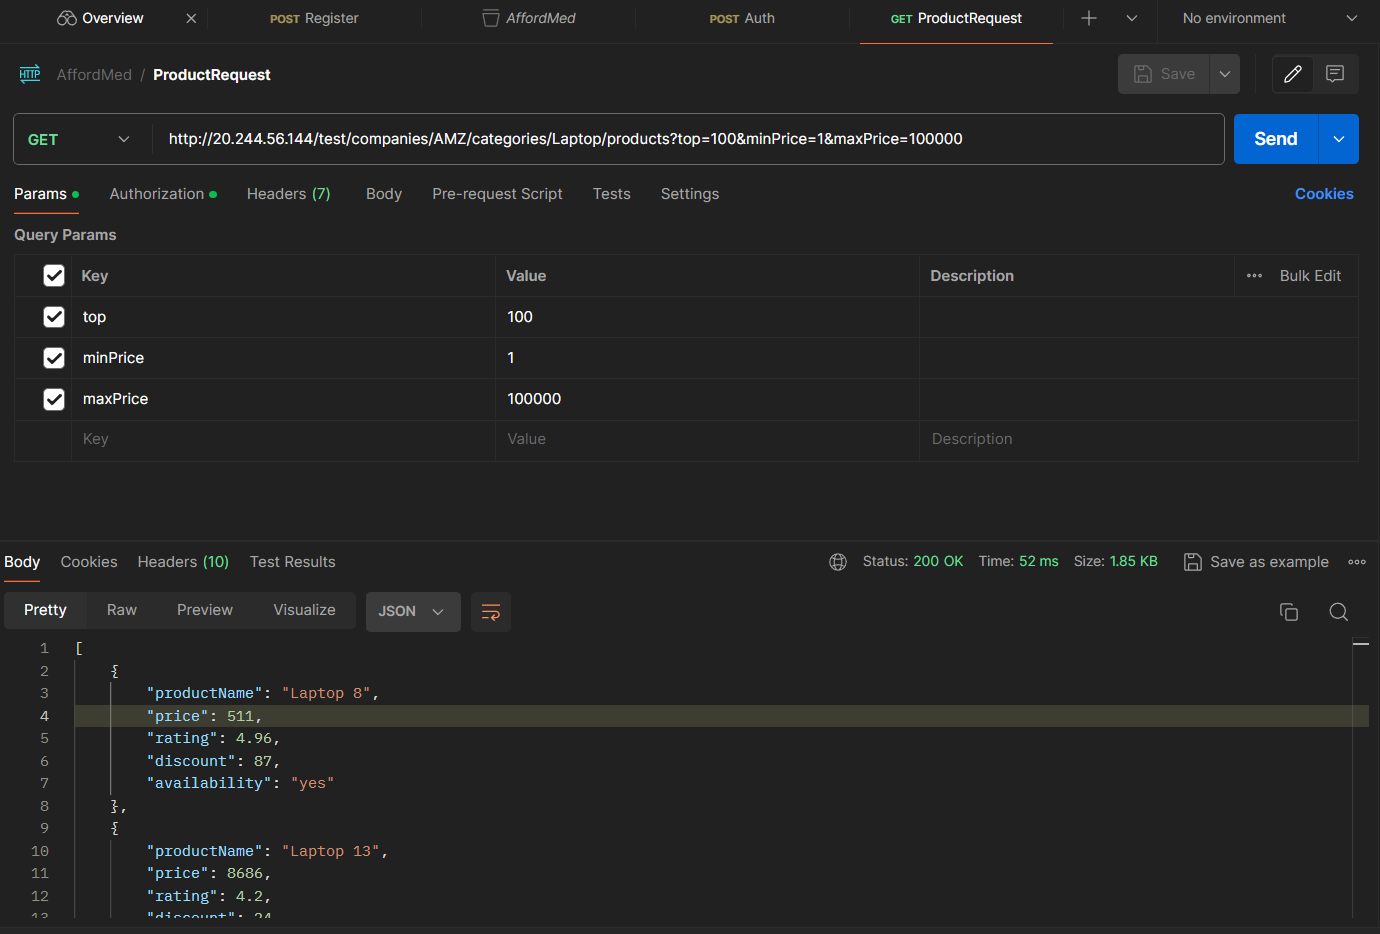 Overview
POST Register
AffordMed
POST Auth
GET ProductRequest
No environment
HTTP
AffordMed / ProductRequest
Save
GET
http://20.244.56.144/test/companies/AMZ/categories/Laptop/products?top=100&minPrice=1&maxPrice=100000
Send
Params
Authorization
Headers (7)
Body
Pre-request Script
Tests
Settings
Cookies
Query Params
Key Value Description Bulk Edit
top 100
minPrice 1
maxPrice 100000
Key Value Description
Body Cookies Headers (10) Test Results
Status: 200 OK Time: 52 ms Size: 1.85 KB Save as example
Pretty Raw Preview Visualize JSON
1 [
2 {
3 "productName": "Laptop 8",
4 "price": 511,
5 "rating": 4.96,
6 "discount": 87,
7 "availability": "yes"
8 },
9 {
10 "productName": "Laptop 13",
11 "price": 8686,
12 "rating": 4.2,
13 "discount": 24